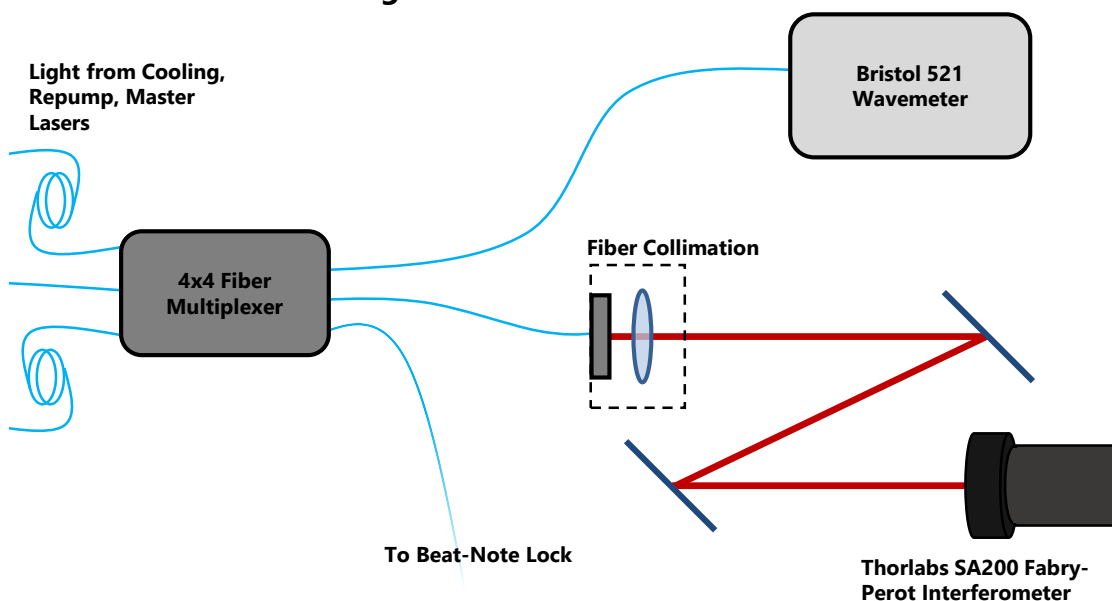 Light from Cooling,
Repump, Master
Lasers
Bristol 521
Wavemeter
4x4 Fiber
Multiplexer
Fiber Collimation
To Beat-Note Lock
Thorlabs SA200 Fabry-
Perot Interferometer